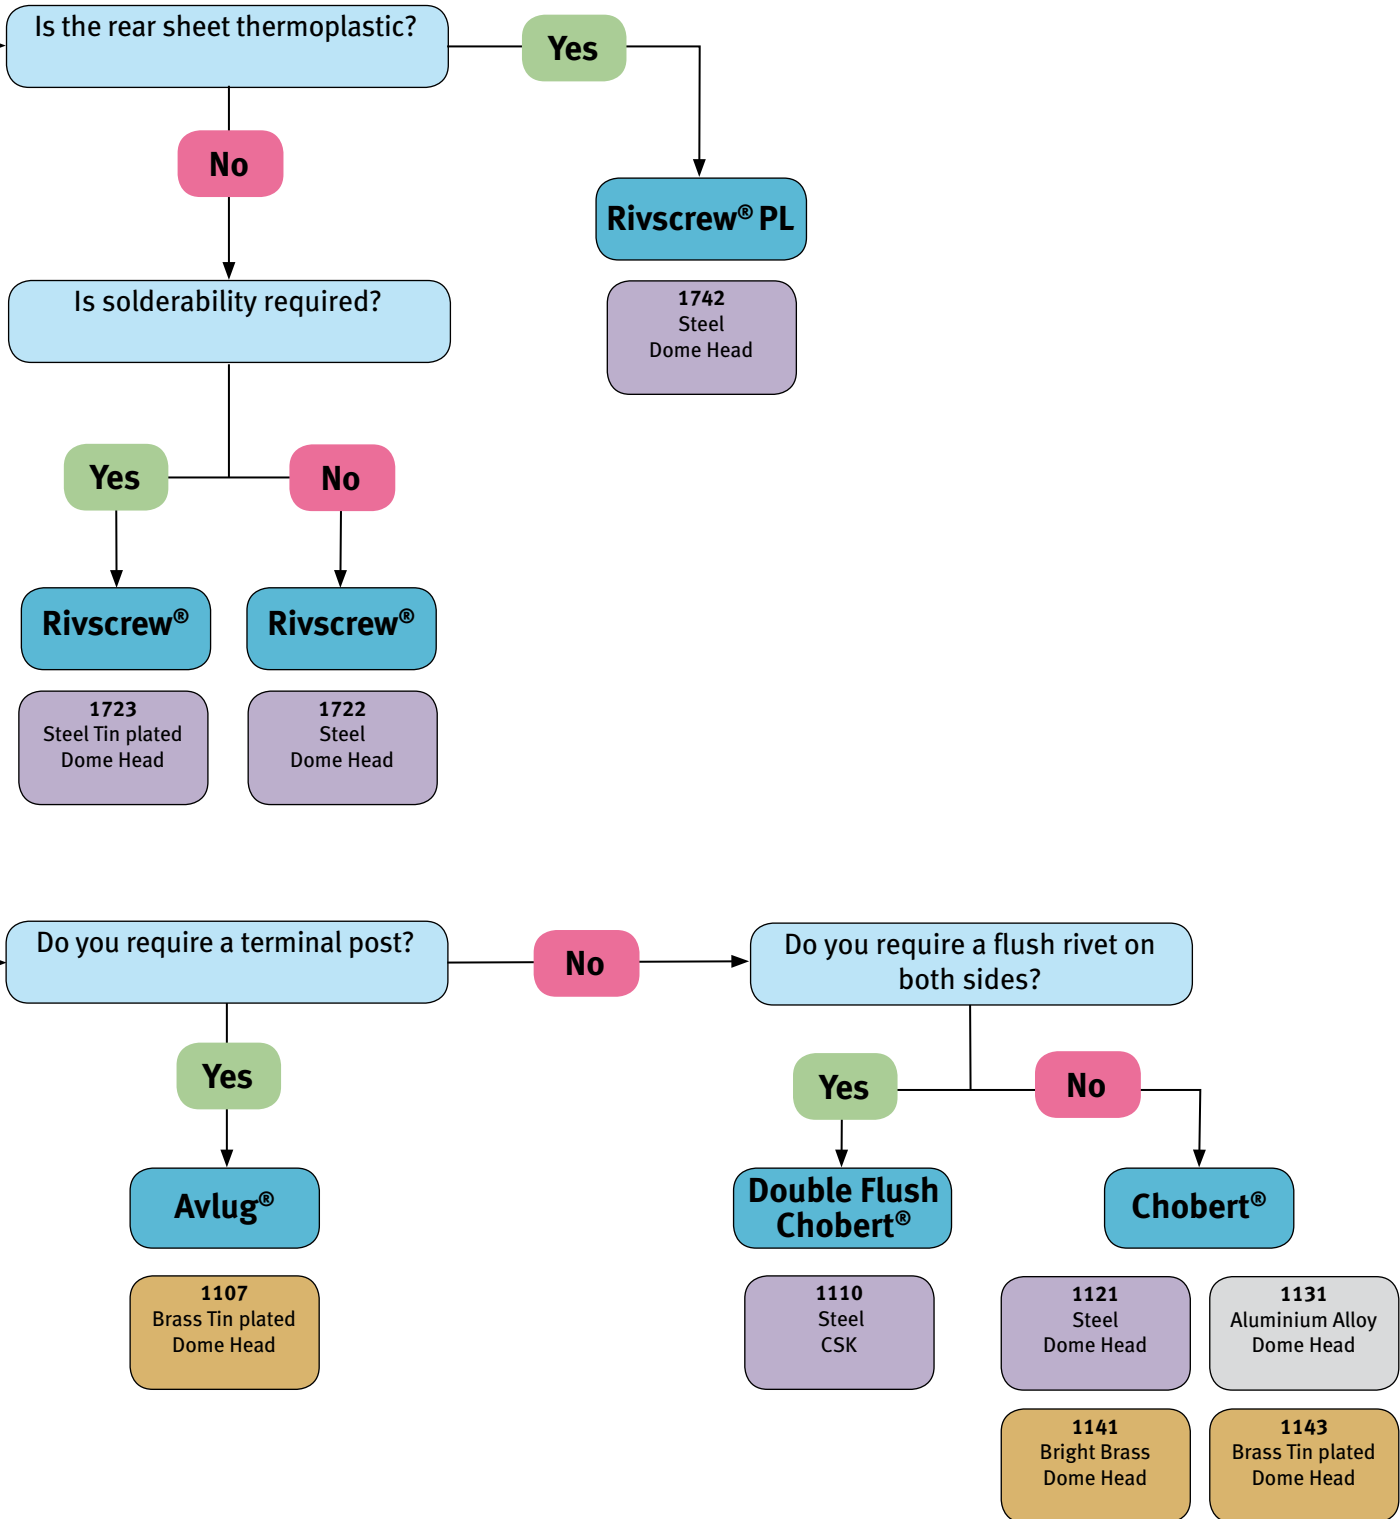 Is the rear sheet thermoplastic?
Yes
No
Rivscrew® PL
1742
Steel
Dome Head
Is solderability required?
Yes
No
Rivscrew®
Rivscrew®
1723
Steel Tin plated
Dome Head
1722
Steel
Dome Head
Do you require a terminal post?
No
Do you require a flush rivet on
both sides?
Yes
Yes
No
Avlug®
Double Flush
Chobert®
Chobert®
1107
Brass Tin plated
Dome Head
1110
Steel
CSK
1121
Steel
Dome Head
1131
Aluminium Alloy
Dome Head
1141
Bright Brass
Dome Head
1143
Brass Tin plated
Dome Head